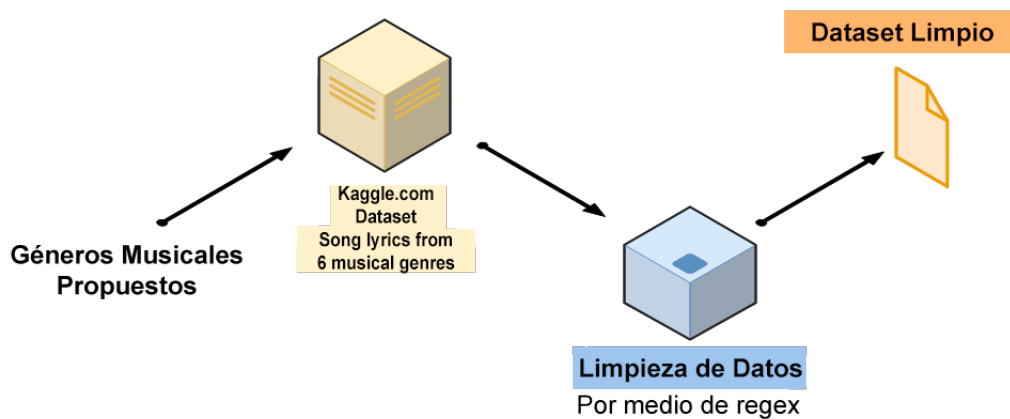 Géneros Musicales
Propuestos
Kaggle.com
Dataset
Song lyrics from
6 musical genres
Limpieza de Datos
Por medio de regex
Dataset Limpio